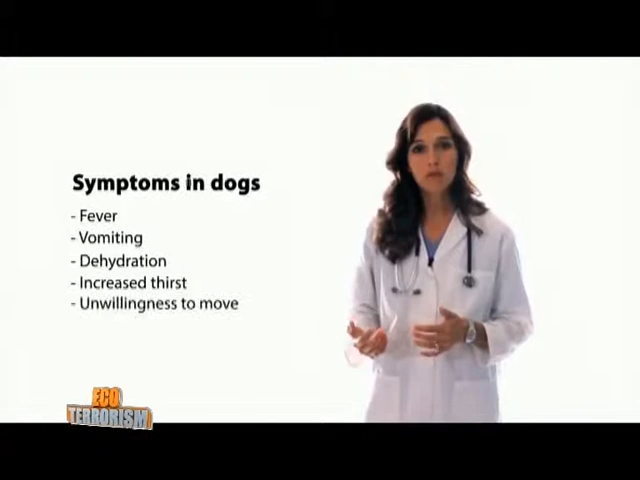 Symptoms in dogs
- Fever
- Vomiting
- Dehydration
- Increased thirst
- Unwillingness to move
ECO
TERRORISM